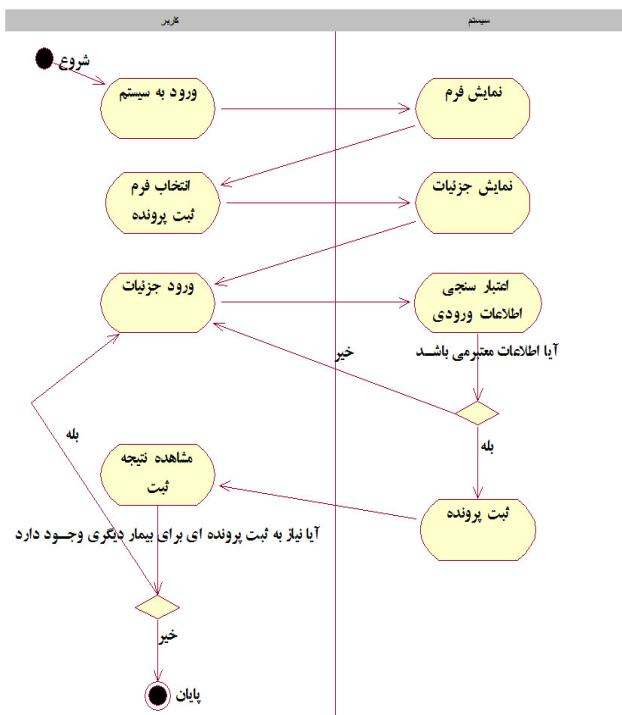 کاربر
سیستم
شروع
ورود به سیستم
نمایش فرم
انتخاب فرم
ثبت پرونده
نمایش جزئیات
ورود جزئیات
اعتبار سنجی
اطلاعات ورودی
خیر
آیا اطلاعات معتبرمی باشد
بله
بله
مشاهده نتیجه
ثبت
ثبت پرونده
آیا نیاز به ثبت پرونده ای برای بیمار دیگری وجود دارد
خیر
پایان